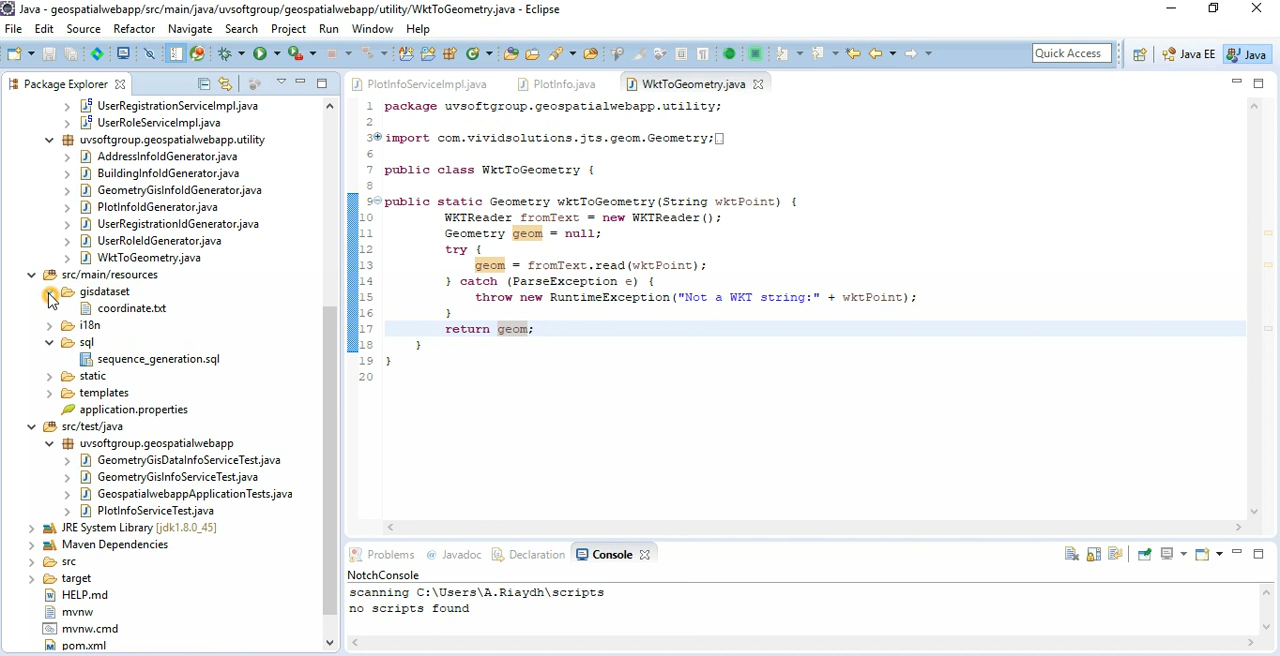 Java - geospatialwebapp/src/main/java/uvsoftgroup/geospatialwebapp/utility/WktToGeometry.java - Eclipse
File Edit Source Refactor Navigate Search Project Run Window Help
Quick Access Java EE Java
Package Explorer
UserRegistrationServiceImpl.java
UserRoleServiceImpl.java
uvsoftgroup.geospatialwebapp.utility
AddressInfoIdGenerator.java
BuildingInfoIdGenerator.java
GeometryGisInfoIdGenerator.java
PlotInfoIdGenerator.java
UserRegistrationIdGenerator.java
UserRoleIdGenerator.java
WktToGeometry.java
src/main/resources
gisdataset
coordinate.txt
i18n
sql
sequence_generation.sql
static
templates
application.properties
src/test/java
uvsoftgroup.geospatialwebapp
GeometryGisDataInfoServiceTest.java
GeometryGisInfoServiceTest.java
GeospatialwebappApplicationTests.java
PlotInfoServiceTest.java
JRE System Library [jdk1.8.0_45]
Maven Dependencies
src
target
HELP.md
mvnw
mvnw.cmd
pom.xml
PlotInfoServiceImpl.java PlotInfo.java WktToGeometry.java
1 package uvsoftgroup.geospatialwebapp.utility;
2
3 import com.vividsolutions.jts.geom.Geometry;
6
7 public class WktToGeometry {
8
9 public static Geometry wktToGeometry(String wktPoint) {
10 WKTReader fromText = new WKTReader();
11 Geometry geom = null;
12 try {
13 geom = fromText.read(wktPoint);
14 } catch (ParseException e) {
15 throw new RuntimeException("Not a WKT string:" + wktPoint);
16 }
17 return geom;
18 }
19 }
20
Problems Javadoc Declaration Console
NotchConsole
scanning C:\Users\A.Riaydh\scripts
no scripts found